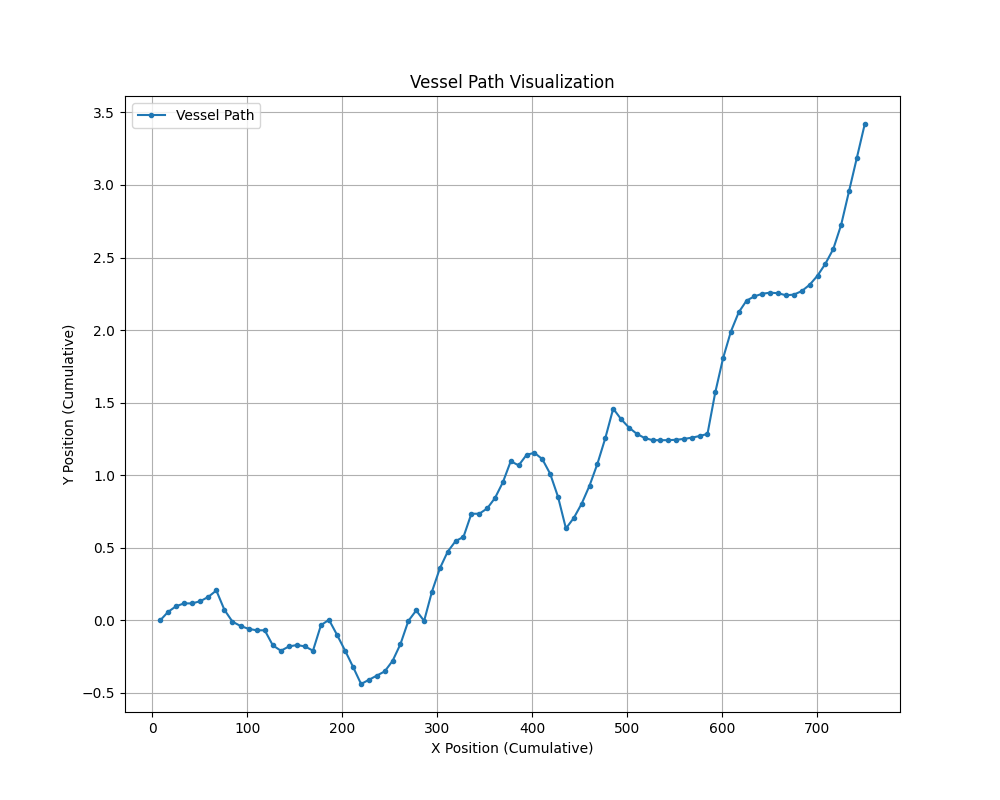 Vessel Path Visualization
Vessel Path
3.5
3.0
2.5
2.0
1.5
1.0
0.5
0.0
−0.5
Y Position (Cumulative)
0 100 200 300 400 500 600 700
X Position (Cumulative)